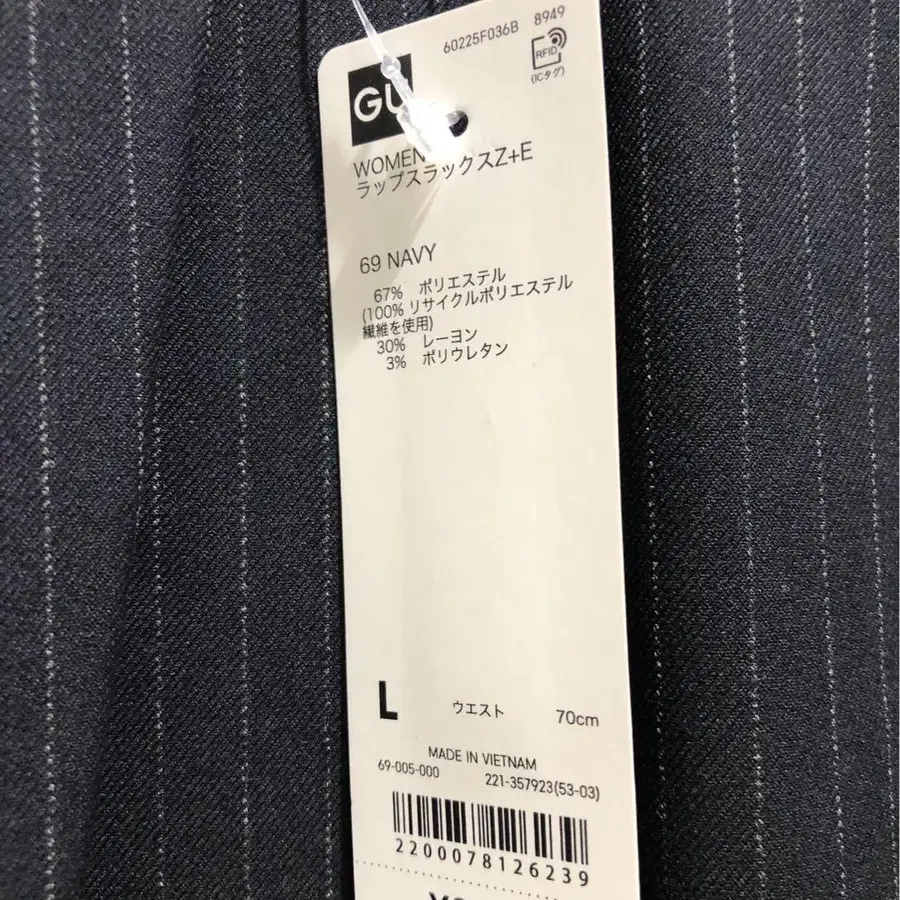 60225F036B 8949
RFID
(ICタグ)
GU
WOMEN
ラップスラックスZ+E
69 NAVY
67% ポリエステル
(100% リサイクルポリエステル
繊維を使用)
30% レーヨン
3% ポリウレタン
L ウエスト 70cm
MADE IN VIETNAM
69-005-000 221-357923(53-03)
2200078126239